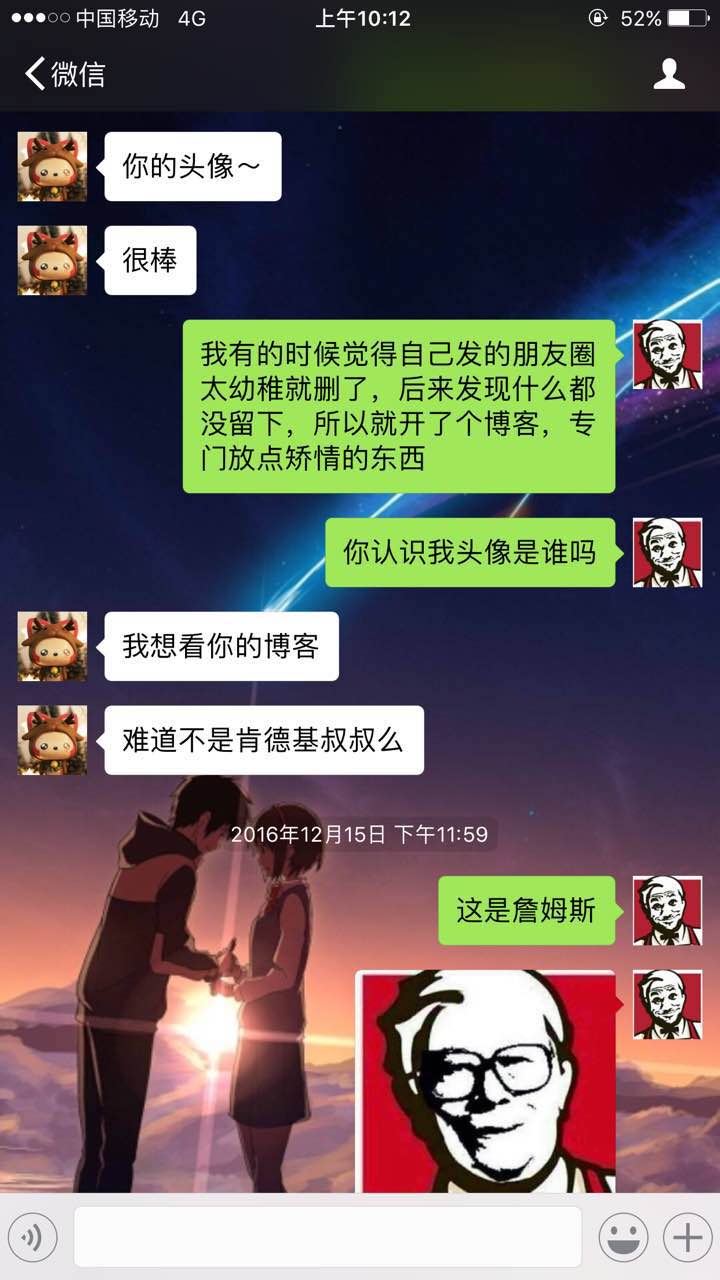 中国移动 4G 上午10:12 52%
微信
你的头像～
很棒
我有的时候觉得自己发的朋友圈
太幼稚就删了，后来发现什么都
没留下，所以就开了个博客，专
门放点矫情的东西
你认识我头像是谁吗
我想看你的博客
难道不是肯德基叔叔么
2016年12月15日 下午11:59
这是詹姆斯